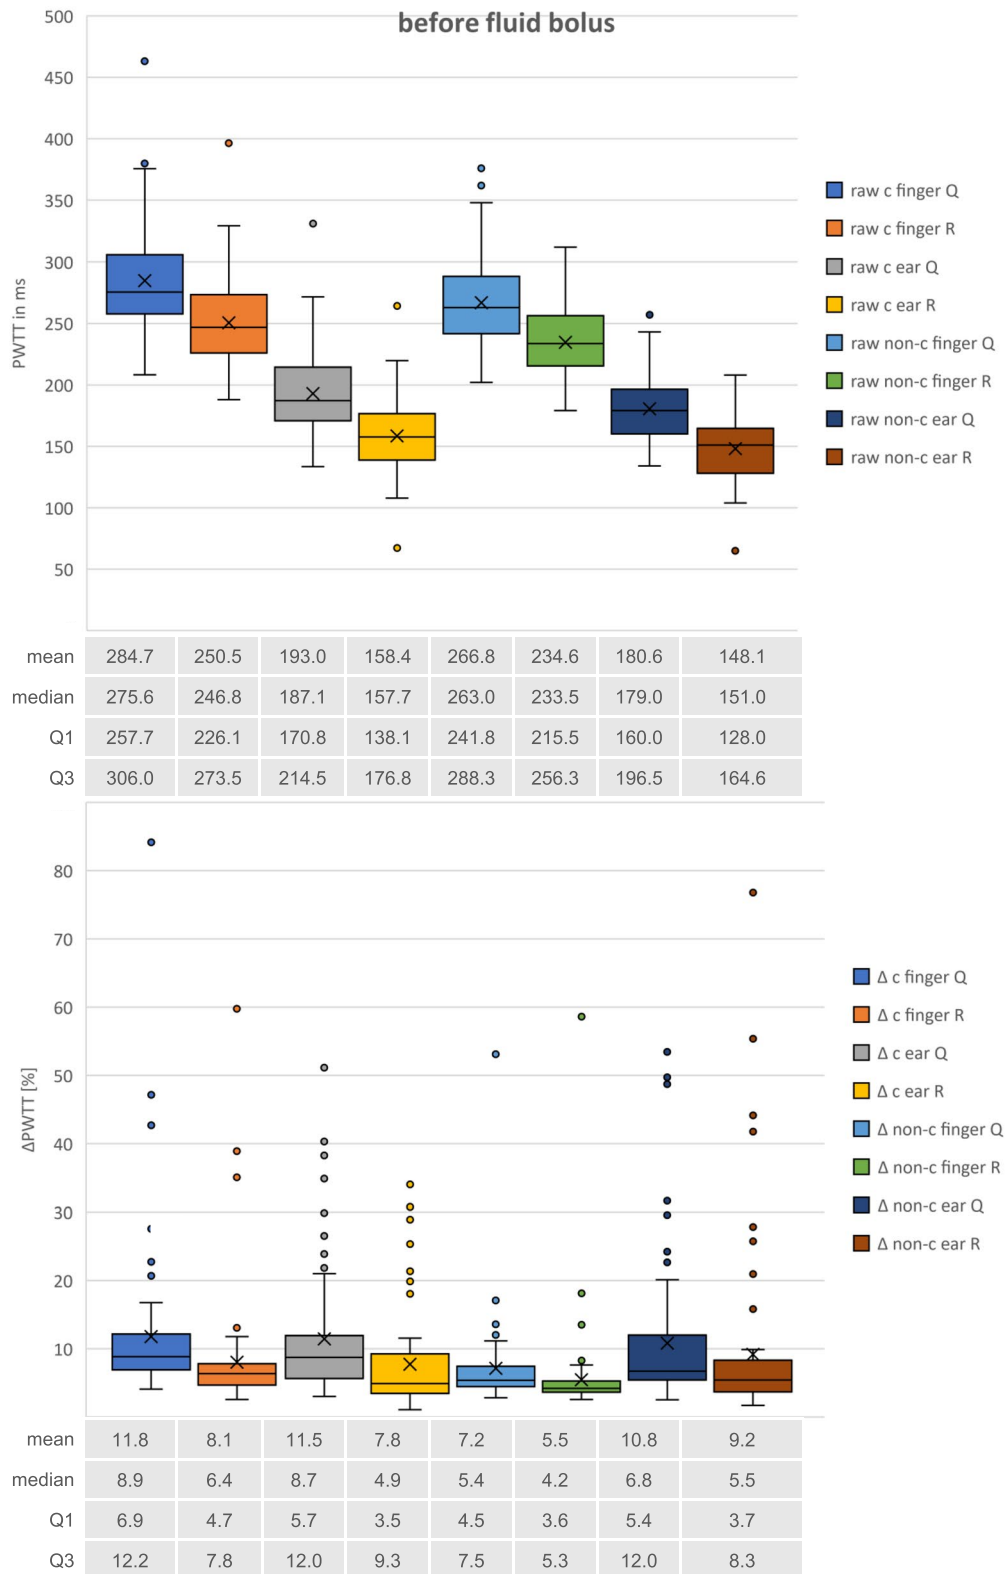 before fluid bolus
500
450
400
350
300
250
200
150
100
50
PWTT in ms
raw c finger Q
raw c finger R
raw c ear Q
raw c ear R
raw non-c finger Q
raw non-c finger R
raw non-c ear Q
raw non-c ear R
mean 284.7 250.5 193.0 158.4 266.8 234.6 180.6 148.1
median 275.6 246.8 187.1 157.7 263.0 233.5 179.0 151.0
Q1 257.7 226.1 170.8 138.1 241.8 215.5 160.0 128.0
Q3 306.0 273.5 214.5 176.8 288.3 256.3 196.5 164.6
80
70
60
50
40
30
20
10
ΔPWTT [%]
Δ c finger Q
Δ c finger R
Δ c ear Q
Δ c ear R
Δ non-c finger Q
Δ non-c finger R
Δ non-c ear Q
Δ non-c ear R
mean 11.8 8.1 11.5 7.8 7.2 5.5 10.8 9.2
median 8.9 6.4 8.7 4.9 5.4 4.2 6.8 5.5
Q1 6.9 4.7 5.7 3.5 4.5 3.6 5.4 3.7
Q3 12.2 7.8 12.0 9.3 7.5 5.3 12.0 8.3